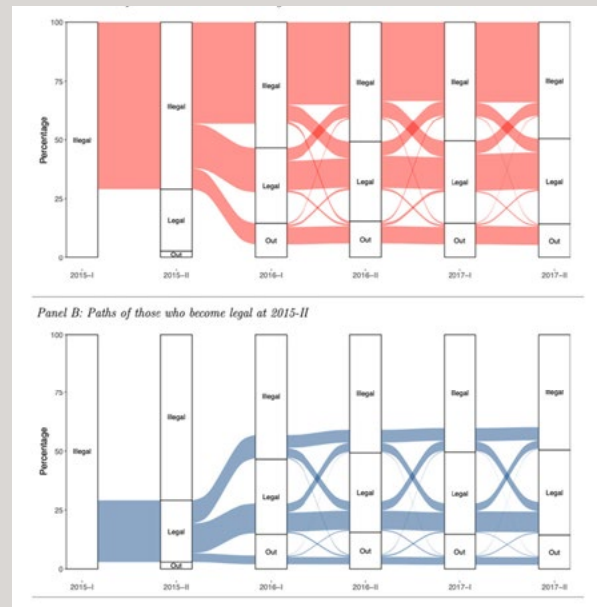 100
75
50
25
0
Percentage
Illegal
Illegal
Legal
Out
Illegal
Legal
Out
Illegal
Legal
Out
Illegal
Legal
Out
Illegal
Legal
Out
2015-I
2015-II
2016-I
2016-II
2017-I
2017-II
Panel B: Paths of those who become legal at 2015-II
100
75
50
25
0
Percentage
Illegal
Illegal
Legal
Out
Illegal
Legal
Out
Illegal
Legal
Out
Illegal
Legal
Out
Illegal
Legal
Out
2015-I
2015-II
2016-I
2016-II
2017-I
2017-II